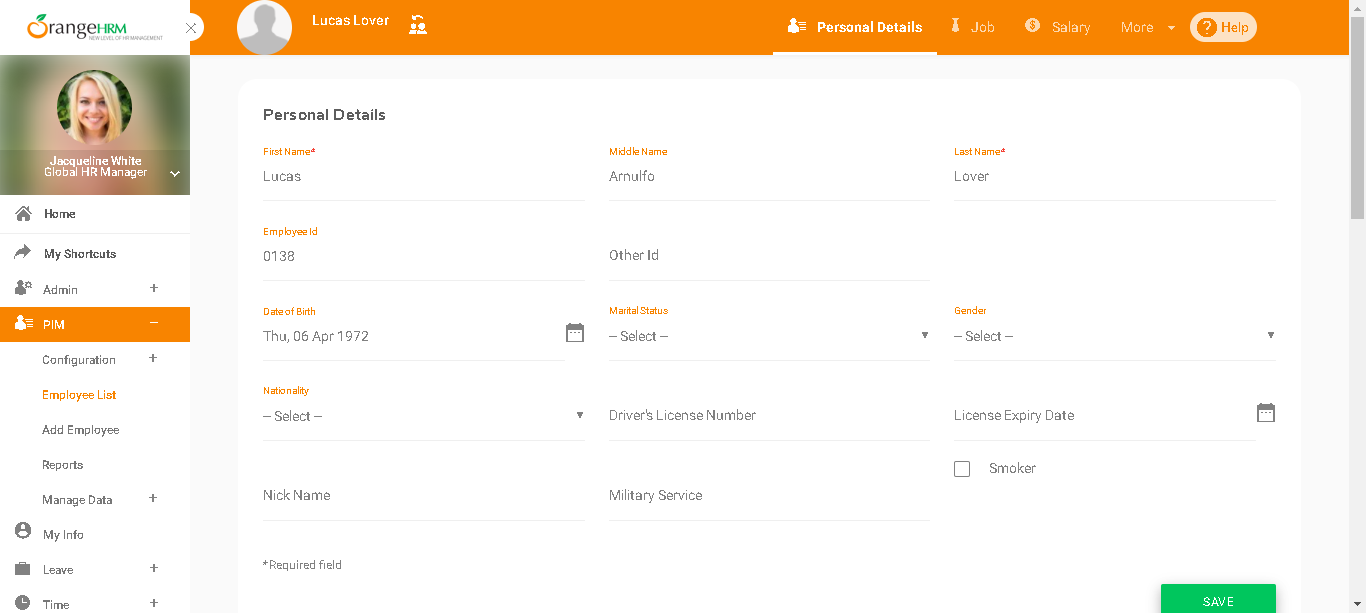 OrangeHRM
NEW LEVEL OF HR MANAGEMENT
Lucas Lover
Personal Details
Job
Salary
More
? Help
Jacqueline White
Global HR Manager
Home
My Shortcuts
Admin +
PIM −
Configuration +
Employee List
Add Employee
Reports
Manage Data +
My Info
Leave +
Time +
Personal Details
First Name* Middle Name Last Name*
Lucas Arnulfo Lover
Employee Id
0138 Other Id
Date of Birth Marital Status Gender
Thu, 06 Apr 1972 -- Select -- -- Select --
Nationality
-- Select -- Driver's License Number License Expiry Date
Smoker
Nick Name Military Service
*Required field
SAVE